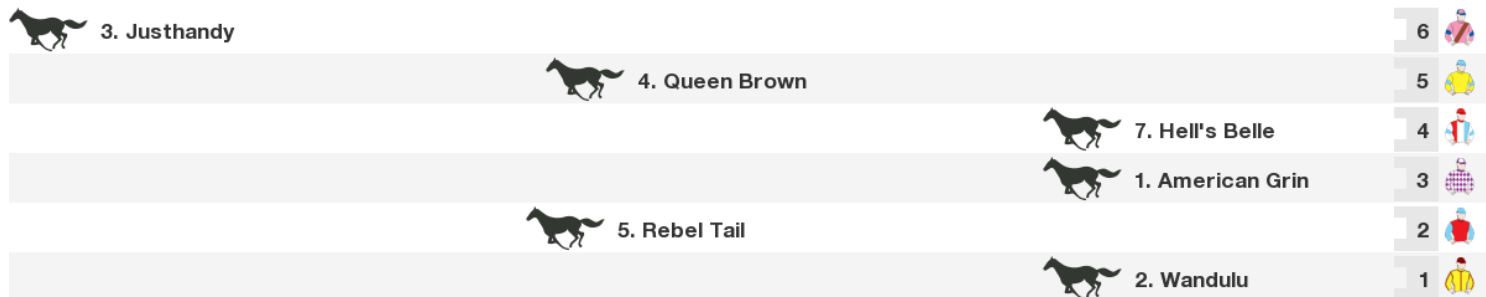 3. Justhandy 6
4. Queen Brown 5
7. Hell's Belle 4
1. American Grin 3
5. Rebel Tail 2
2. Wandulu 1